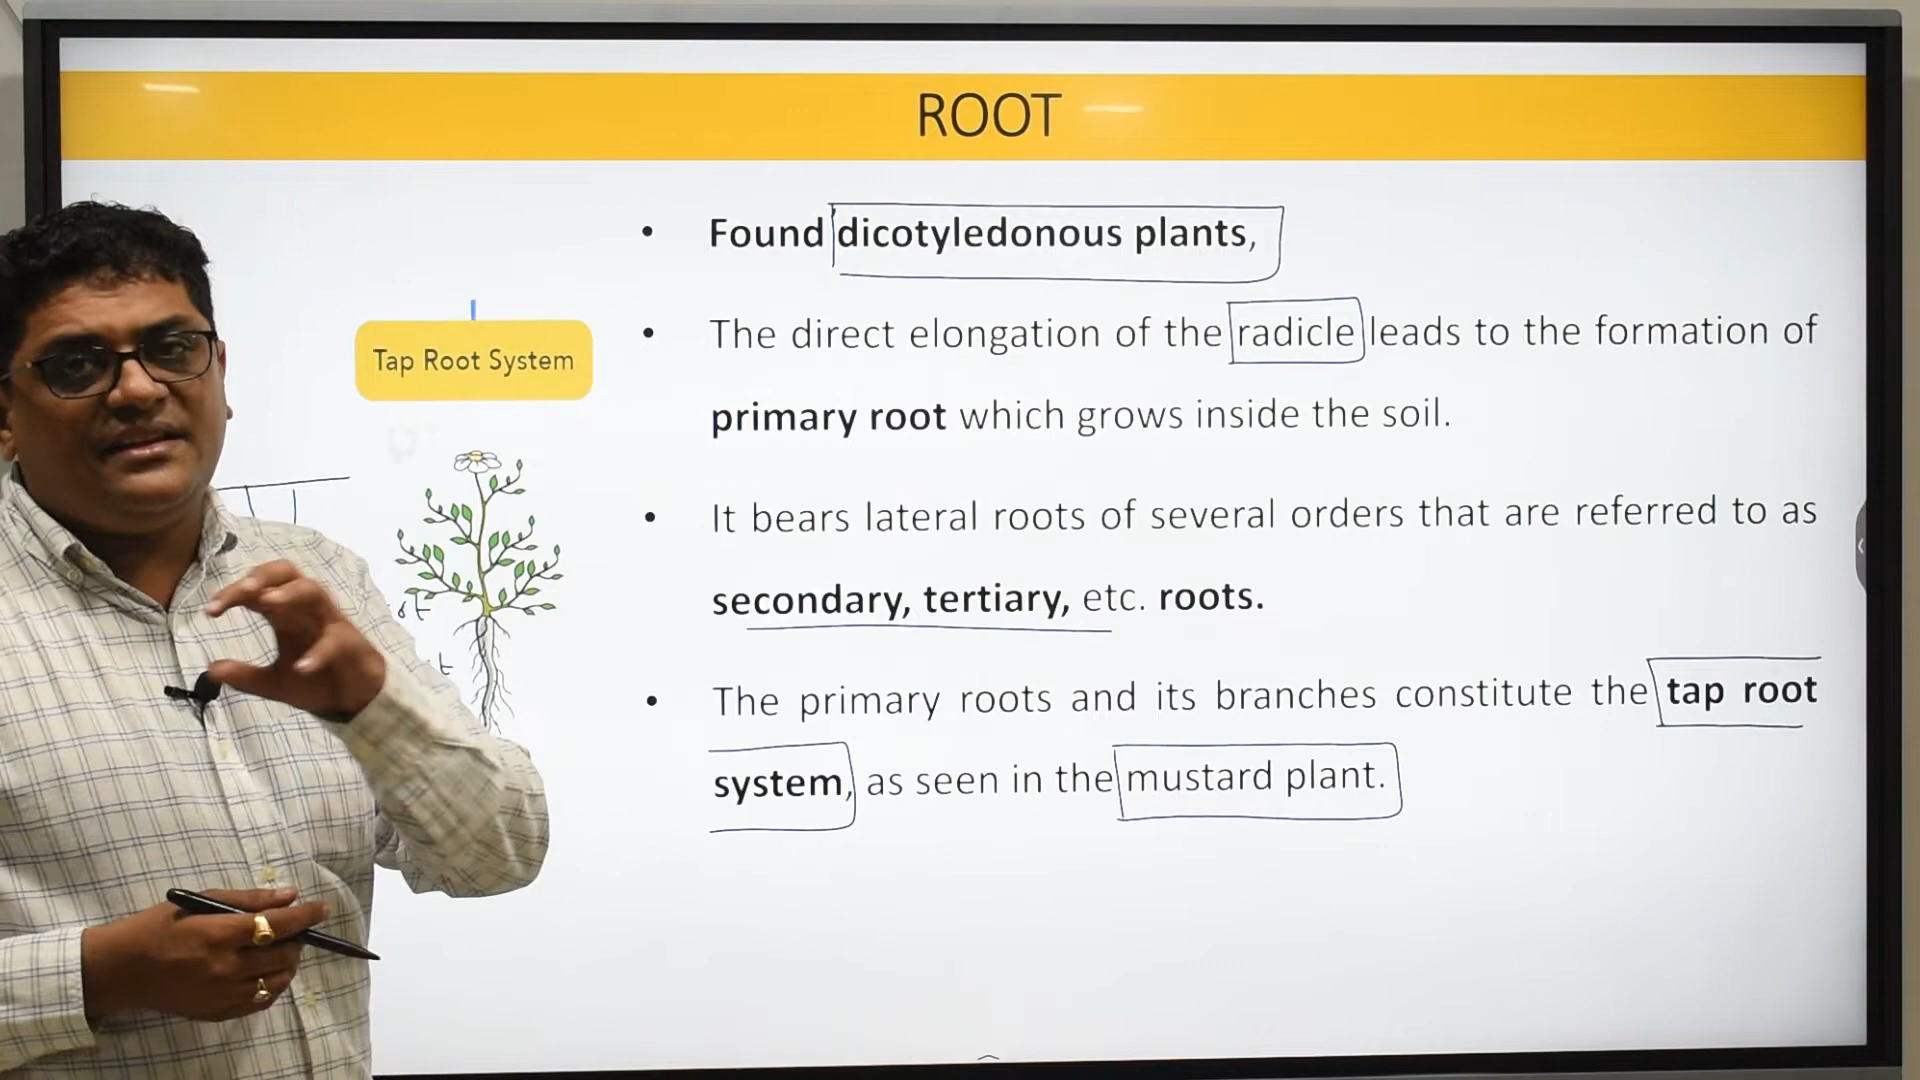 ROOT
Tap Root System
• Found dicotyledonous plants,
• The direct elongation of the radicle leads to the formation of
primary root which grows inside the soil.
• It bears lateral roots of several orders that are referred to as
secondary, tertiary, etc. roots.
• The primary roots and its branches constitute the tap root
system, as seen in the mustard plant.